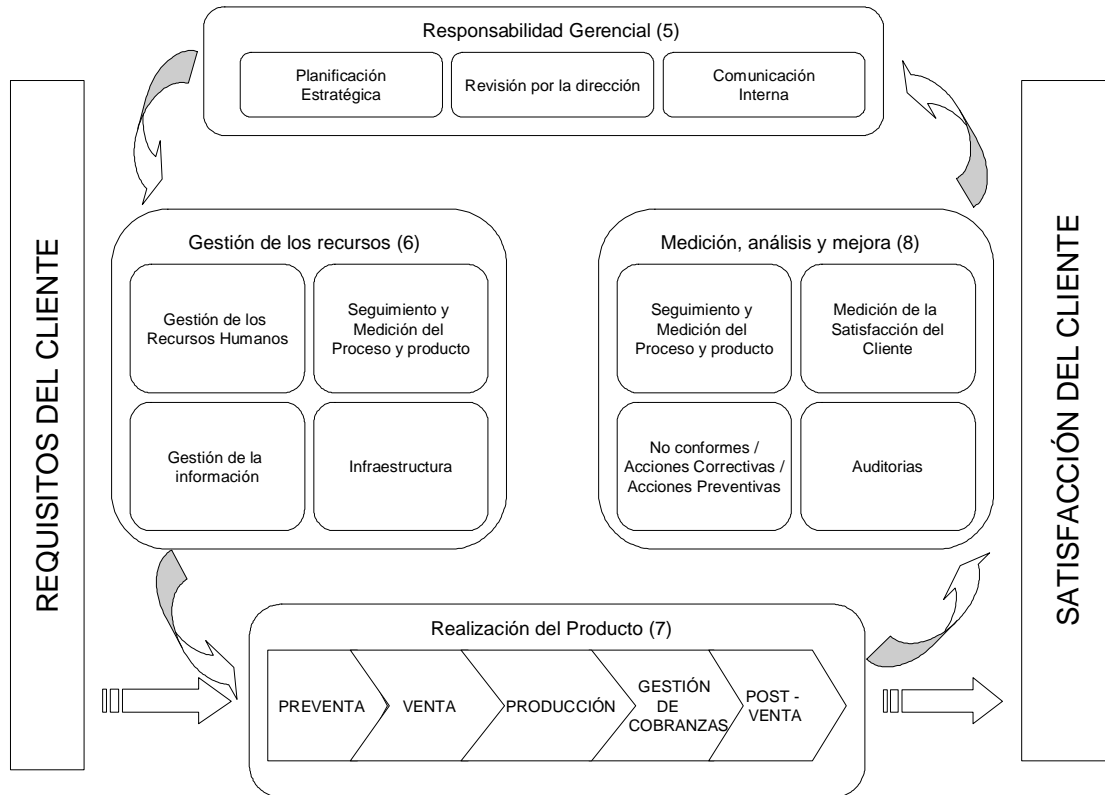 Responsabilidad Gerencial (5)
Planificación
Estratégica
Revisión por la dirección
Comunicación
Interna
REQUISITOS DEL CLIENTE
Gestión de los recursos (6)
Gestión de los
Recursos Humanos
Seguimiento y
Medición del
Proceso y producto
Gestión de la
información
Infraestructura
Medición, análisis y mejora (8)
Seguimiento y
Medición del
Proceso y producto
Medición de la
Satisfacción del
Cliente
No conformes /
Acciones Correctivas /
Acciones Preventivas
Auditorias
SATISFACCIÓN DEL CLIENTE
Realización del Producto (7)
PREVENTA
VENTA
PRODUCCIÓN
GESTIÓN
DE
COBRANZAS
POST -
VENTA